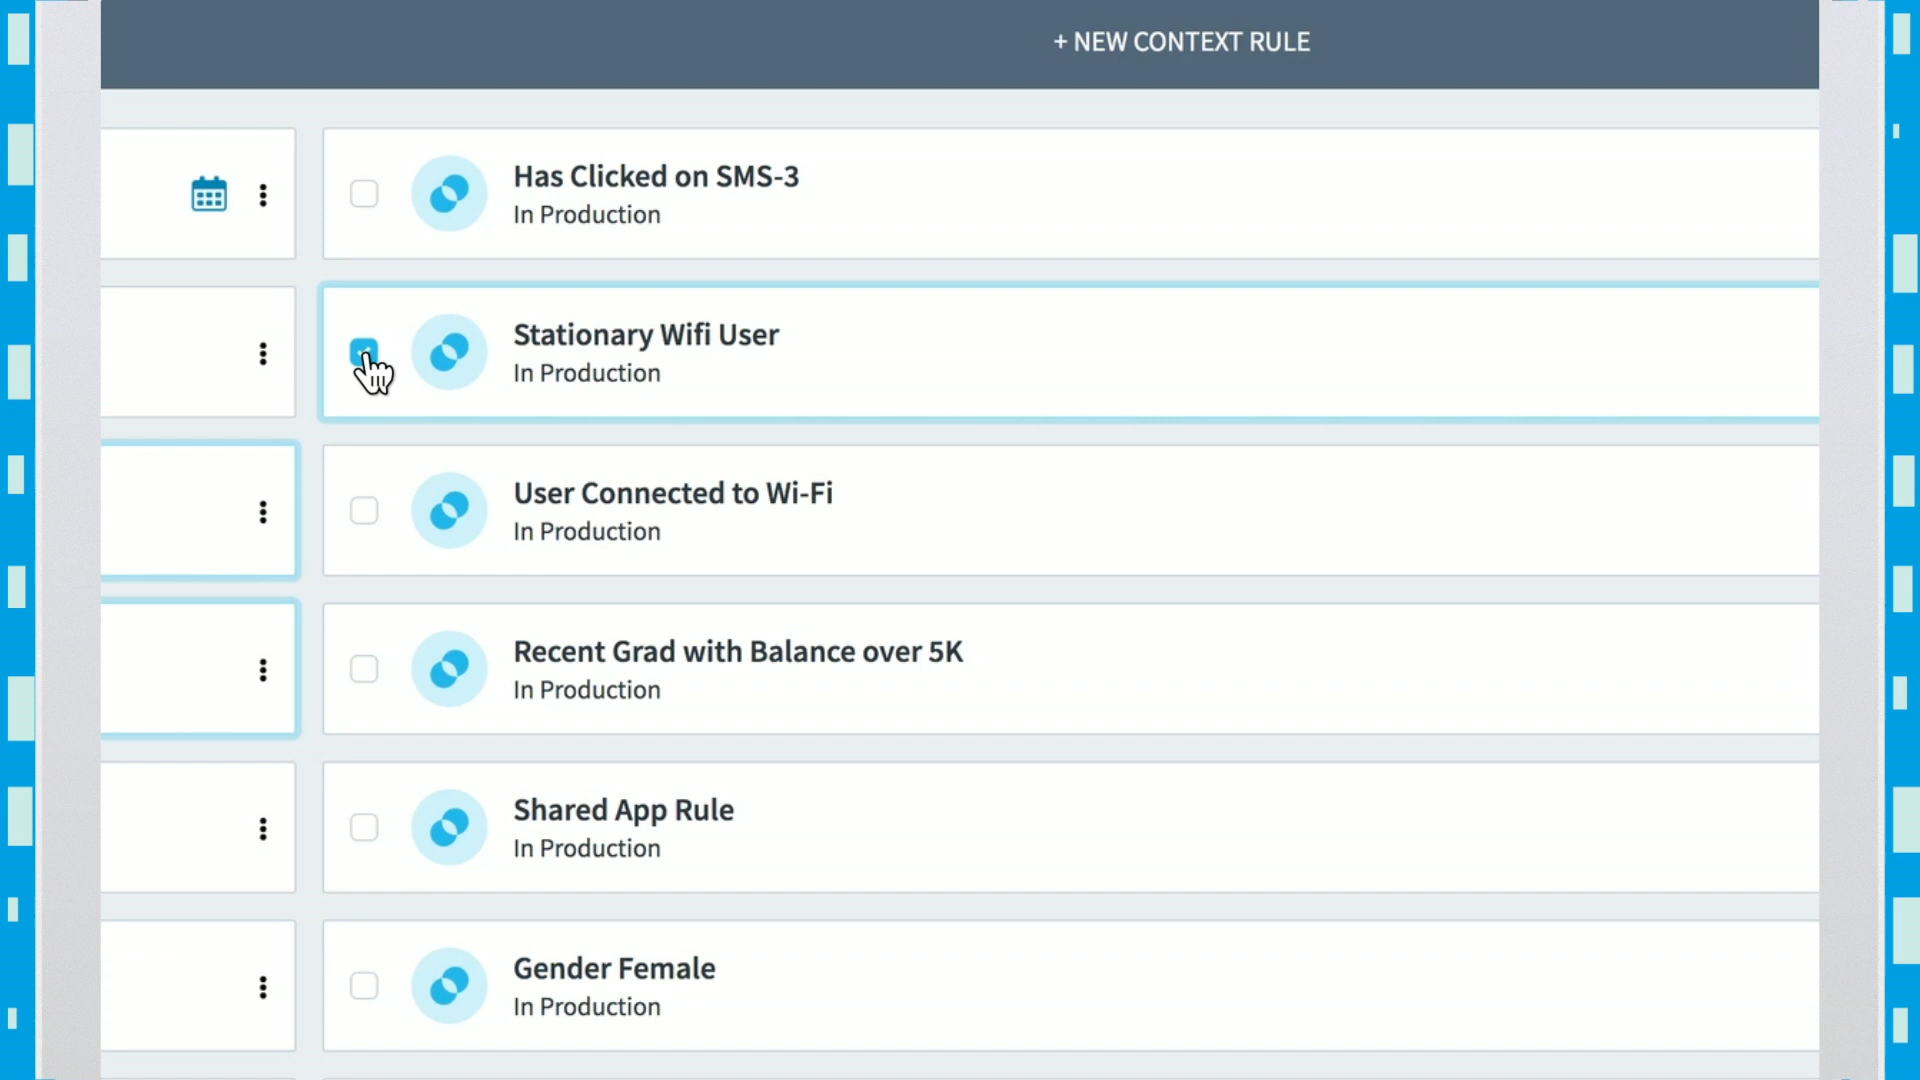 + NEW CONTEXT RULE
Has Clicked on SMS-3
In Production
Stationary Wifi User
In Production
User Connected to Wi-Fi
In Production
Recent Grad with Balance over 5K
In Production
Shared App Rule
In Production
Gender Female
In Production